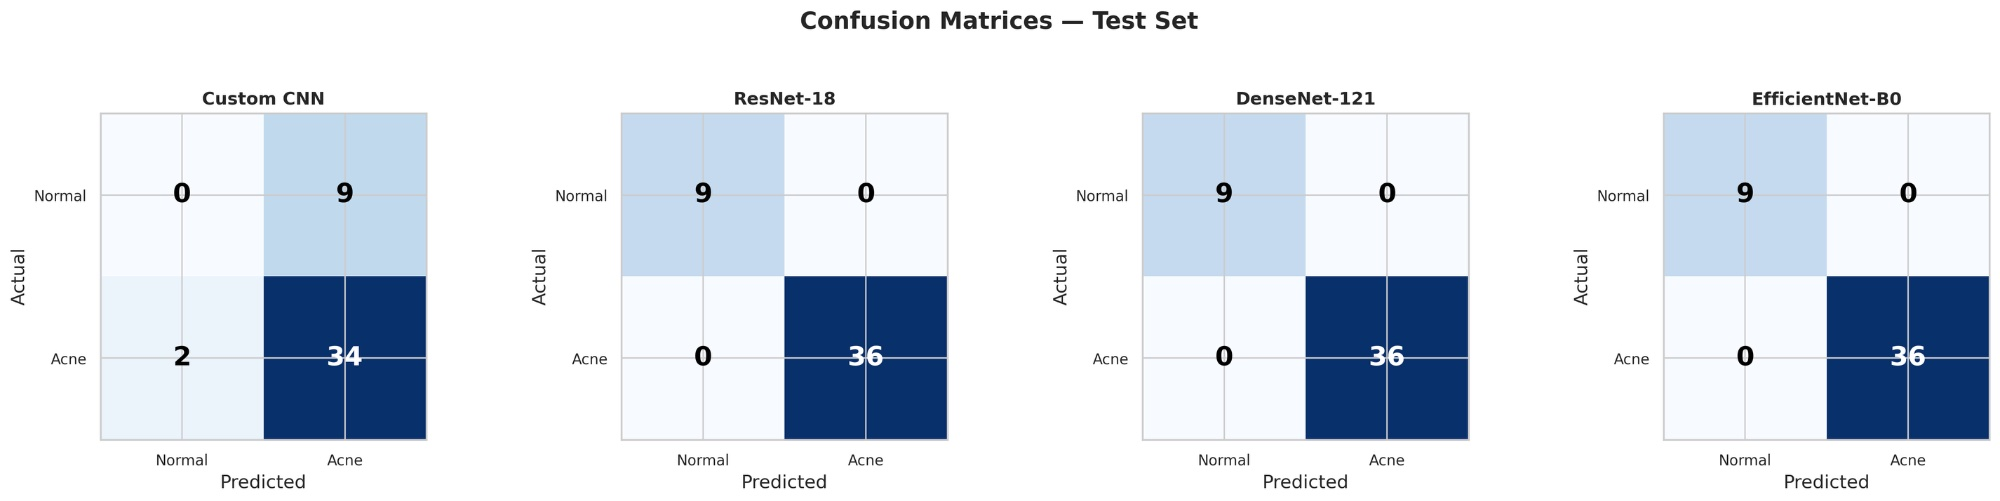 Confusion Matrices — Test Set
Custom CNN
Actual
Normal
0
9
Acne
2
34
Normal
Acne
Predicted
ResNet-18
Actual
Normal
9
0
Acne
0
36
Normal
Acne
Predicted
DenseNet-121
Actual
Normal
9
0
Acne
0
36
Normal
Acne
Predicted
EfficientNet-B0
Actual
Normal
9
0
Acne
0
36
Normal
Acne
Predicted